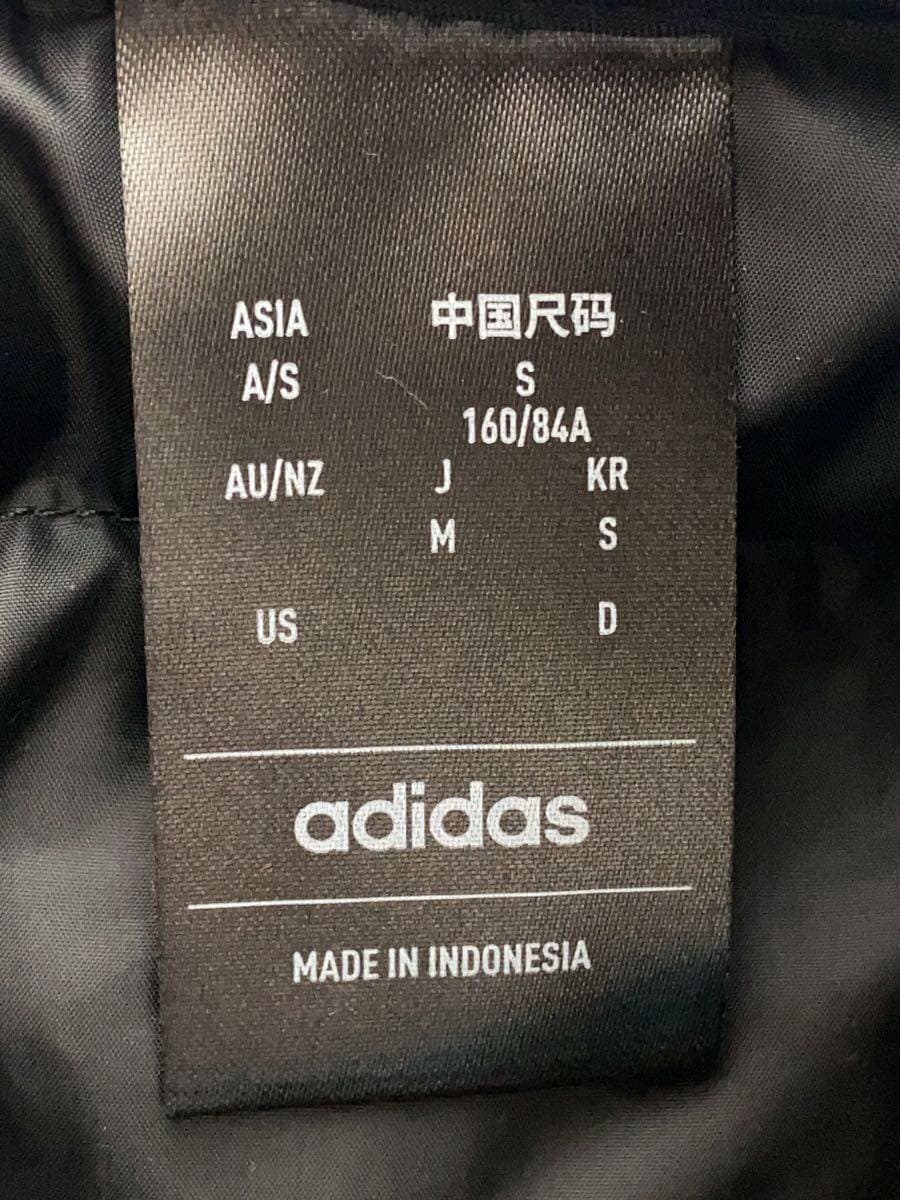 ASIA 中国尺码
A/S S
160/84A
AU/NZ J KR
M S
US D
adidas
MADE IN INDONESIA